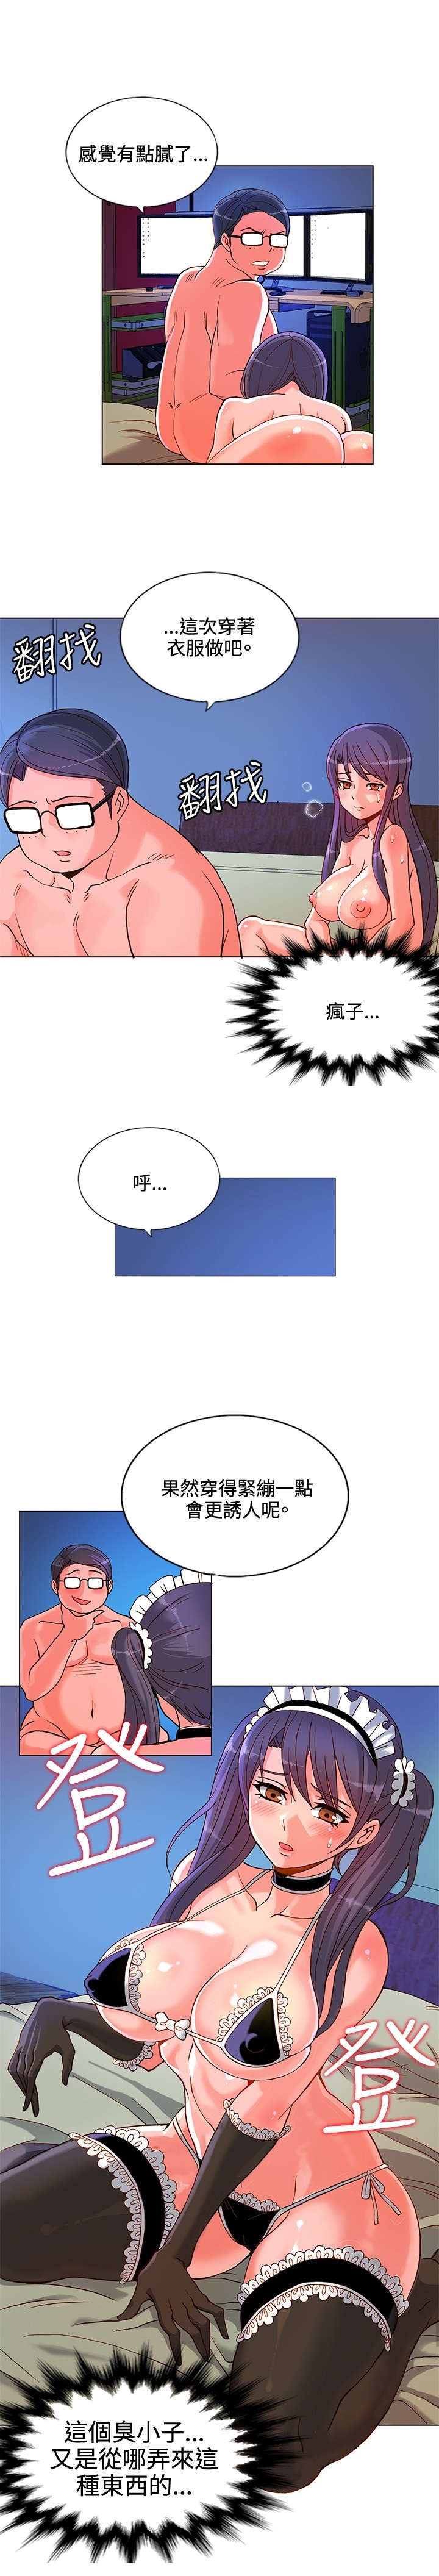 感覺有點膩了...
...這次穿著
衣服做吧。
翻找
翻找
瘋子...
呼...
果然穿得緊繃一點
會更誘人呢。
登
登
這個臭小子...
又是從哪弄來這
種東西的...